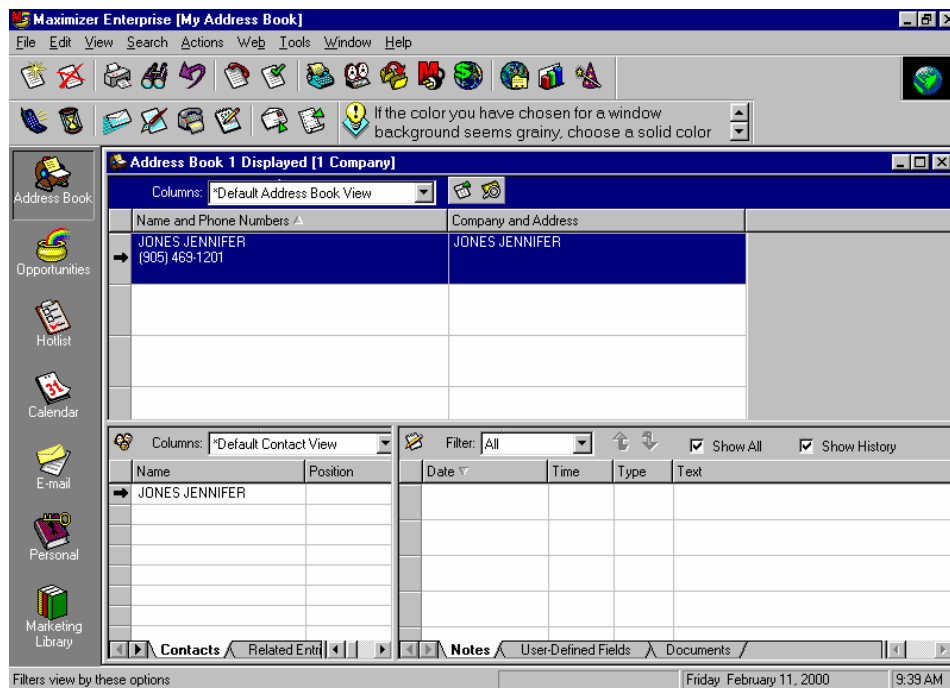 Maximizer Enterprise [My Address Book]
File Edit View Search Actions Web Tools Window Help
If the color you have chosen for a window
background seems grainy, choose a solid color
Address Book 1 Displayed [1 Company]
Columns: *Default Address Book View
Name and Phone Numbers Company and Address
JONES JENNIFER JONES JENNIFER
(905) 469-1201
Address Book
Opportunities
Hotlist
31
Calendar
E-mail
Personal
Marketing
Library
Columns: *Default Contact View
Name Position
JONES JENNIFER
Contacts Related Entri
Filter: All Show All Show History
Date Time Type Text
Notes User-Defined Fields Documents
Filters view by these options Friday February 11, 2000 9:39 AM